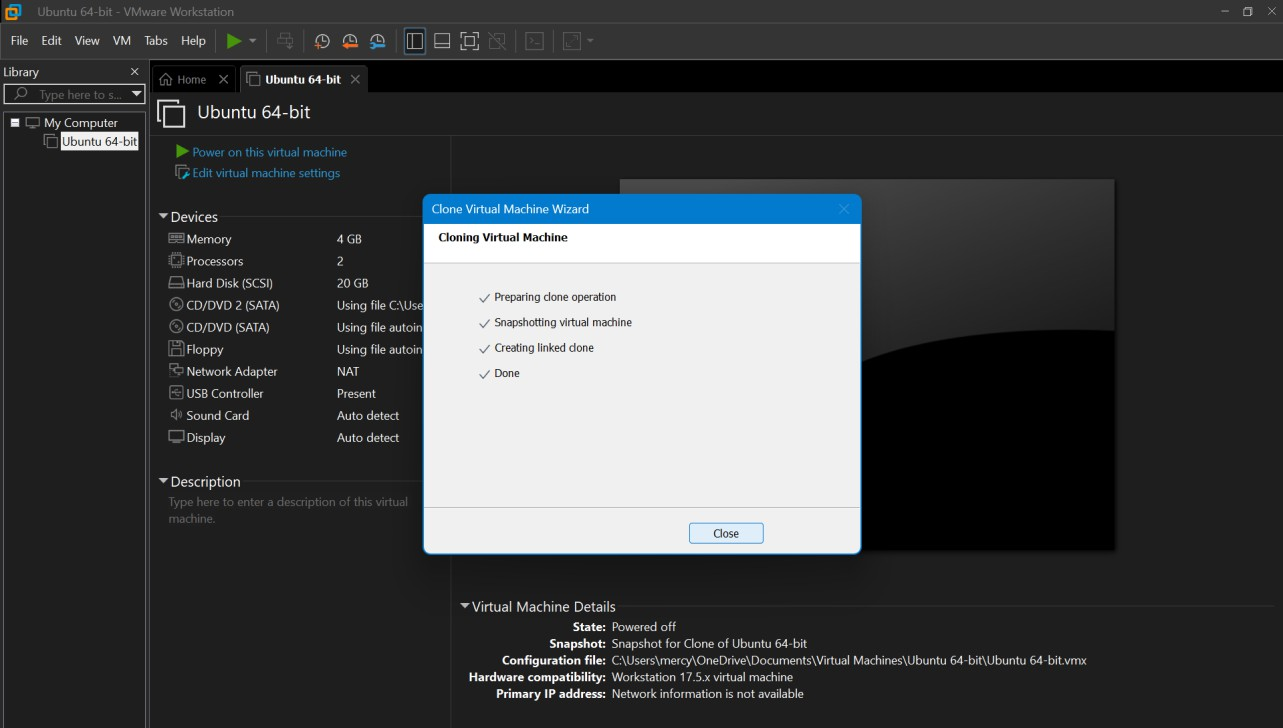 Ubuntu 64-bit - VMware Workstation
File Edit View VM Tabs Help
Library
Type here to s...
My Computer
Ubuntu 64-bit
Home
Ubuntu 64-bit
Ubuntu 64-bit
Power on this virtual machine
Edit virtual machine settings
Devices
Memory 4 GB
Processors 2
Hard Disk (SCSI) 20 GB
CD/DVD 2 (SATA) Using file C:\Use
CD/DVD (SATA) Using file autoin
Floppy Using file autoin
Network Adapter NAT
USB Controller Present
Sound Card Auto detect
Display Auto detect
Description
Type here to enter a description of this virtual
machine.
Clone Virtual Machine Wizard
Cloning Virtual Machine
Preparing clone operation
Snapshotting virtual machine
Creating linked clone
Done
Close
Virtual Machine Details
State: Powered off
Snapshot: Snapshot for Clone of Ubuntu 64-bit
Configuration file: C:\Users\mercy\OneDrive\Documents\Virtual Machines\Ubuntu 64-bit\Ubuntu 64-bit.vmx
Hardware compatibility: Workstation 17.5.x virtual machine
Primary IP address: Network information is not available